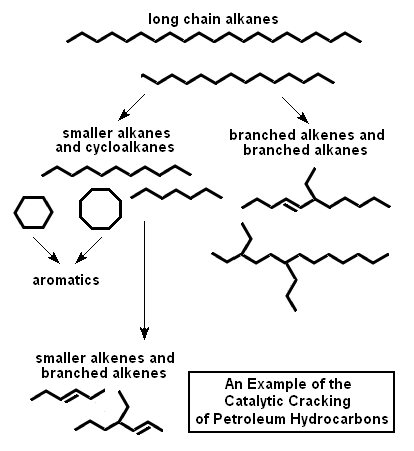 long chain alkanes
smaller alkanes
and cycloalkanes
branched alkenes and
branched alkanes
aromatics
smaller alkenes and
branched alkenes
An Example of the
Catalytic Cracking
of Petroleum Hydrocarbons